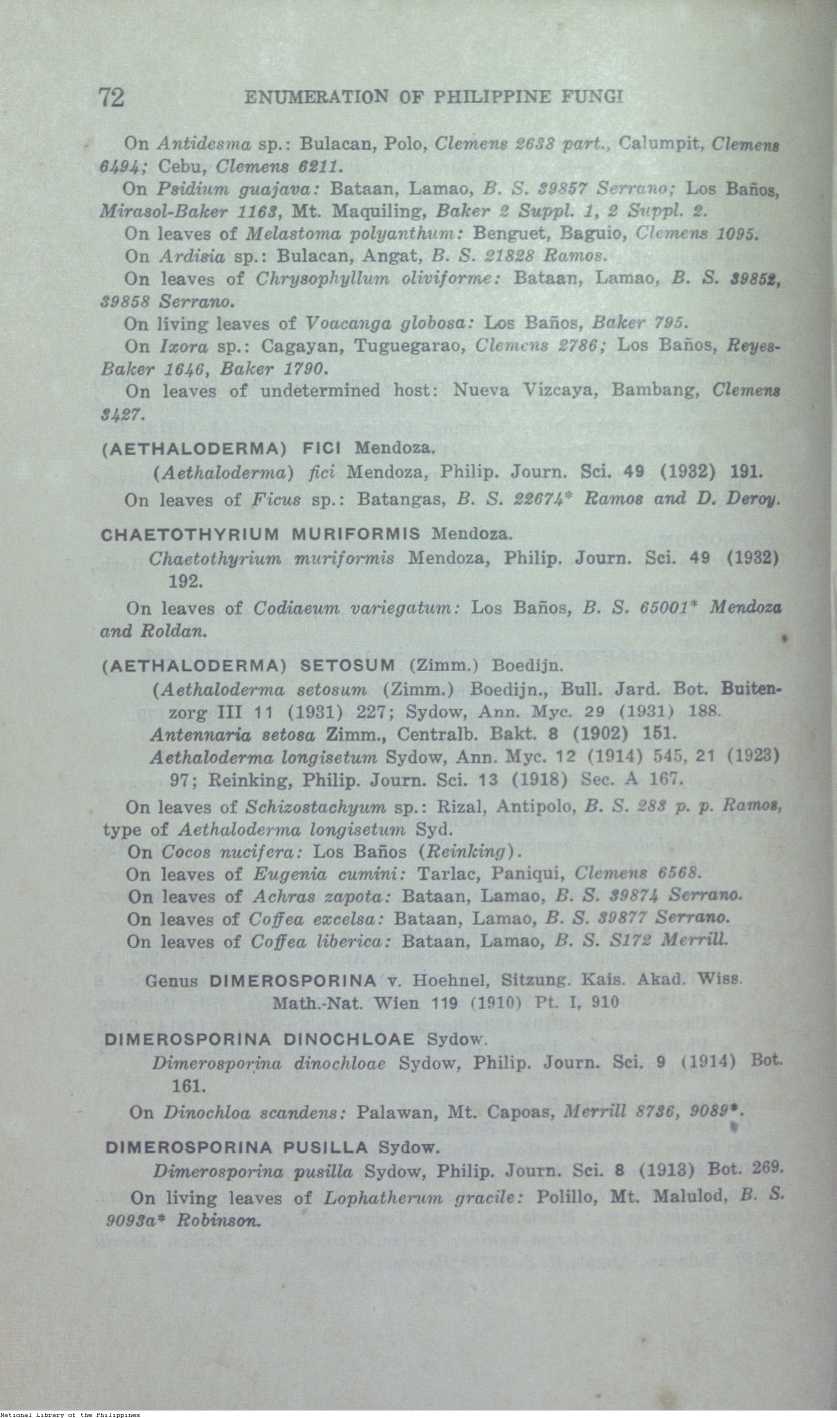 72 ENUMERATION OF PHILIPPINE FUNGI
On Antidesma sp.: Bulacan, Polo, Clemens 2633 part., Calumpit, Clemens
6494; Cebu, Clemens 6211.
On Psidium guajava: Bataan, Lamao, B. S. 39857 Serrano; Los Baños,
Mirasol-Baker 1163, Mt. Maquiling, Baker 2 Suppl. 1, 2 Suppl. 2.
On leaves of Melastoma polyanthum: Benguet, Baguio, Clemens 1095.
On Ardisia sp.: Bulacan, Angat, B. S. 21828 Ramos.
On leaves of Chrysophyllum oliviforme: Bataan, Lamao, B. S. 39852,
39858 Serrano.
On living leaves of Voacanga globosa: Los Baños, Baker 795.
On Ixora sp.: Cagayan, Tuguegarao, Clemens 2786; Los Baños, Reyes-
Baker 1646, Baker 1790.
On leaves of undetermined host: Nueva Vizcaya, Bambang, Clemens
3427.
(AETHALODERMA) FICI Mendoza.
(Aethaloderma) fici Mendoza, Philip. Journ. Sci. 49 (1932) 191.
On leaves of Ficus sp.: Batangas, B. S. 22674* Ramos and D. Deroy.
CHAETOTHYRIUM MURIFORMIS Mendoza.
Chaetothyrium muriformis Mendoza, Philip. Journ. Sci. 49 (1932)
192.
On leaves of Codiaeum variegatum: Los Baños, B. S. 65001* Mendoza
and Roldan.
(AETHALODERMA) SETOSUM (Zimm.) Boedijn.
(Aethaloderma setosum (Zimm.) Boedijn., Bull. Jard. Bot. Buiten-
zorg III 11 (1931) 227; Sydow, Ann. Myc. 29 (1931) 188.
Antennaria setosa Zimm., Centralb. Bakt. 8 (1902) 151.
Aethaloderma longisetum Sydow, Ann. Myc. 12 (1914) 545, 21 (1923)
97; Reinking, Philip. Journ. Sci. 13 (1918) Sec. A 167.
On leaves of Schizostachyum sp.: Rizal, Antipolo, B. S. 283 p. p. Ramos,
type of Aethaloderma longisetum Syd.
On Cocos nucifera: Los Baños (Reinking).
On leaves of Eugenia cumini: Tarlac, Paniqui, Clemens 6568.
On leaves of Achras zapota: Bataan, Lamao, B. S. 39874 Serrano.
On leaves of Coffea excelsa: Bataan, Lamao, B. S. 39877 Serrano.
On leaves of Coffea liberica: Bataan, Lamao, B. S. S172 Merrill.
Genus DIMEROSPORINA v. Hoehnel, Sitzung. Kais. Akad. Wiss.
Math.-Nat. Wien 119 (1910) Pt. I, 910
DIMEROSPORINA DINOCHLOAE Sydow.
Dimerosporina dinochloae Sydow, Philip. Journ. Sci. 9 (1914) Bot.
161.
On Dinochloa scandens: Palawan, Mt. Capoas, Merrill 8736, 9089*.
DIMEROSPORINA PUSILLA Sydow.
Dimerosporina pusilla Sydow, Philip. Journ. Sci. 8 (1913) Bot. 269.
On living leaves of Lophatherum gracile: Polillo, Mt. Malulod, B. S.
9093a* Robinson.
National Library of the Philippines